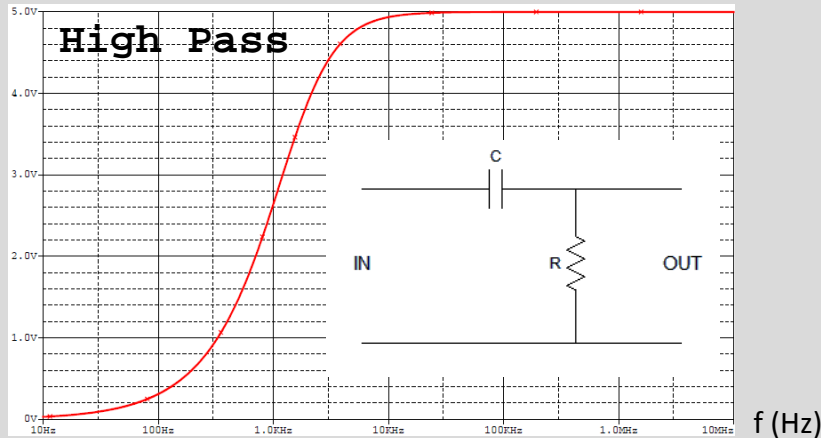 High Pass
5.0V
4.0V
3.0V
2.0V
1.0V
0V
C
IN
R
OUT
10Hz 100Hz 1.0KHz 10KHz 100KHz 1.0MHz 10MHz
f (Hz)